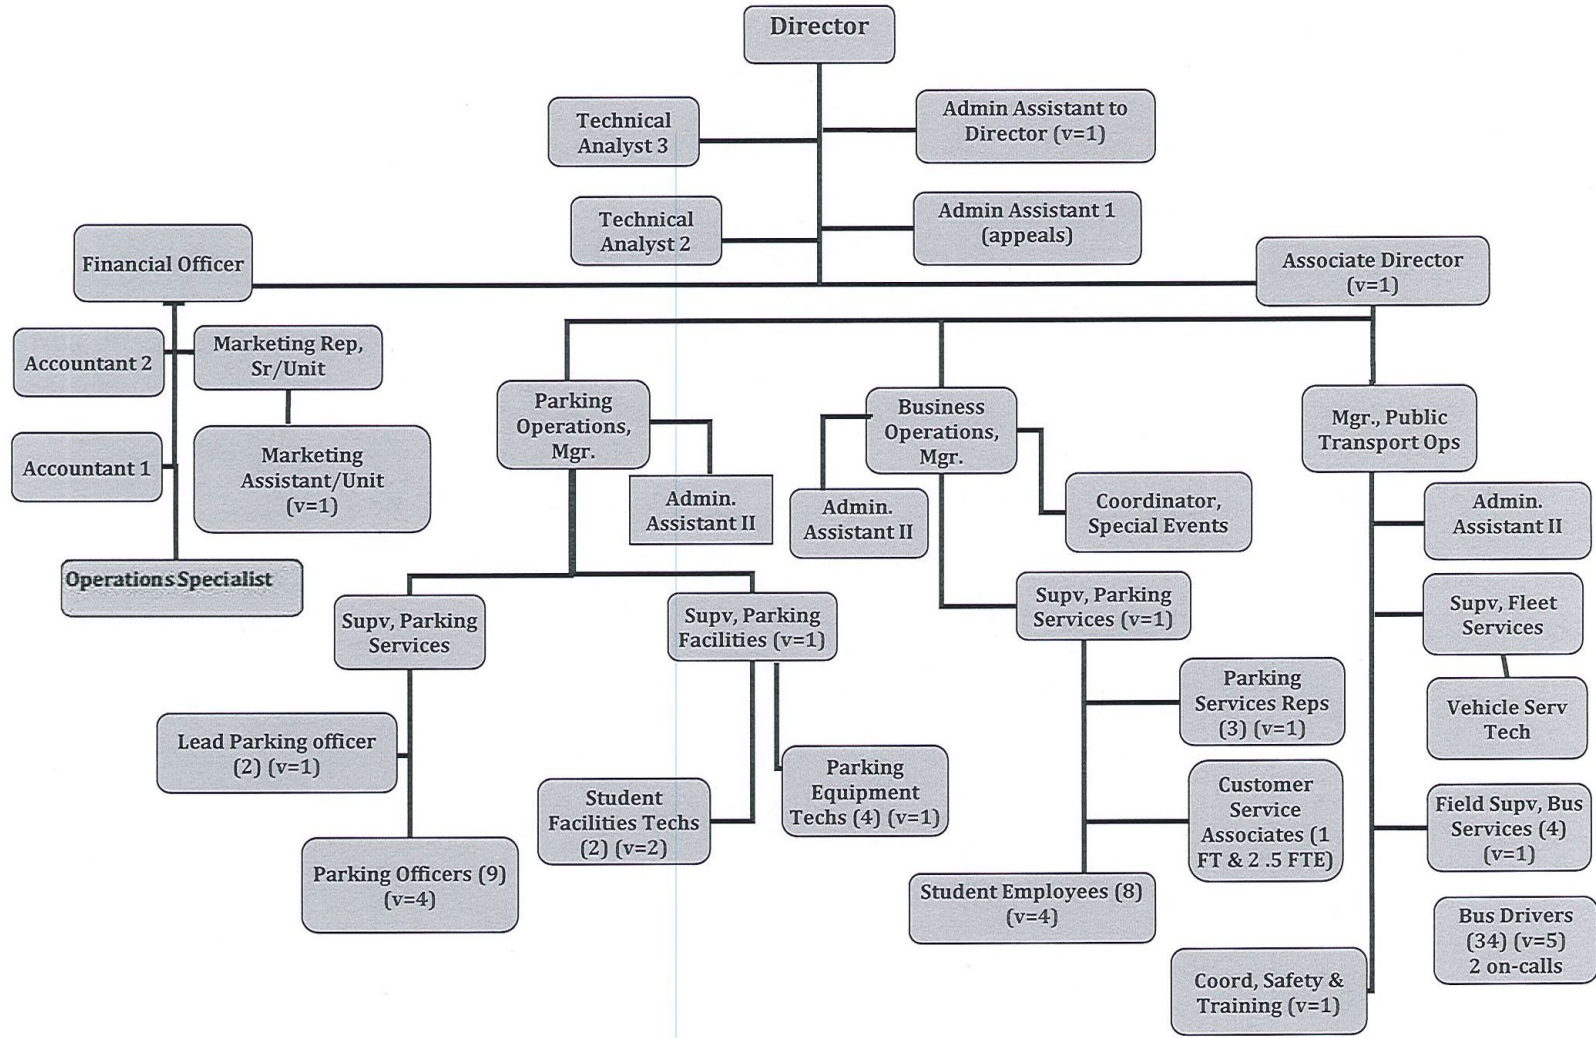 Director
Technical
Analyst 3
Admin Assistant to
Director (v=1)
Technical
Analyst 2
Admin Assistant 1
(appeals)
Financial Officer
Associate Director
(v=1)
Accountant 2
Marketing Rep,
Sr/Unit
Accountant 1
Marketing
Assistant/Unit
(v=1)
Operations Specialist
Parking
Operations,
Mgr.
Admin.
Assistant II
Business
Operations,
Mgr.
Admin.
Assistant II
Coordinator,
Special Events
Mgr., Public
Transport Ops
Admin.
Assistant II
Supv, Parking
Services
Supv, Parking
Facilities (v=1)
Supv, Parking
Services (v=1)
Supv, Fleet
Services
Vehicle Serv
Tech
Lead Parking officer
(2) (v=1)
Parking Officers (9)
(v=4)
Student
Facilities Techs
(2) (v=2)
Parking
Equipment
Techs (4) (v=1)
Parking
Services Reps
(3) (v=1)
Customer
Service
Associates (1
FT & 2 .5 FTE)
Student Employees (8)
(v=4)
Field Supv, Bus
Services (4)
(v=1)
Bus Drivers
(34) (v=5)
2 on-calls
Coord, Safety &
Training (v=1)